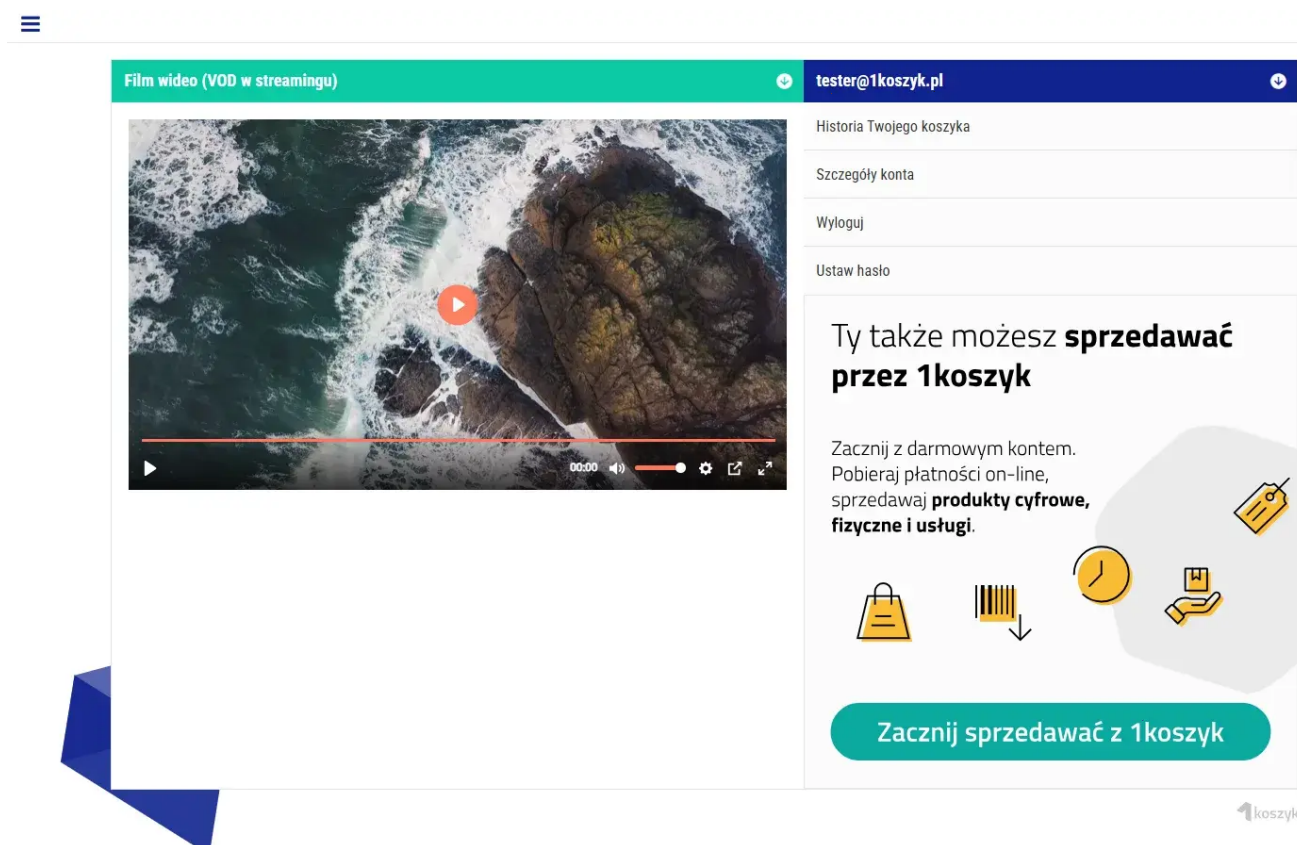 Film wideo (VOD w streamingu)
tester@1koszyk.pl
Historia Twojego koszyka
Szczegóły konta
Wyloguj
Ustaw hasło
00:00
Ty także możesz sprzedawać
przez 1koszyk
Zacznij z darmowym kontem.
Pobieraj płatności on-line,
sprzedawaj produkty cyfrowe,
fizyczne i usługi.
Zacznij sprzedawać z 1koszyk
1koszyk